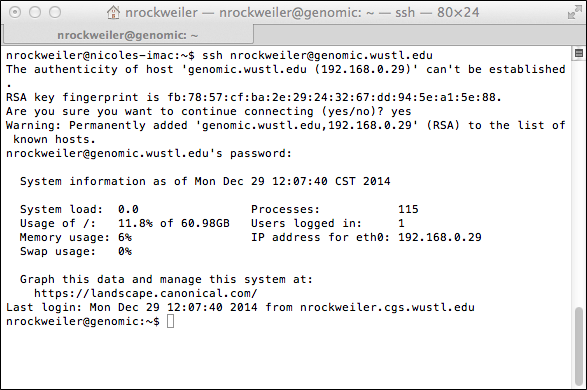 nrockweiler — nrockweiler@genomic: ~ — ssh — 80×24
nrockweiler@genomic: ~
nrockweiler@nicoles-imac:~$ ssh nrockweiler@genomic.wustl.edu
The authenticity of host 'genomic.wustl.edu (192.168.0.29)' can't be established
.
RSA key fingerprint is fb:78:57:cf:ba:2e:29:24:32:67:dd:94:5e:a1:5e:88.
Are you sure you want to continue connecting (yes/no)? yes
Warning: Permanently added 'genomic.wustl.edu,192.168.0.29' (RSA) to the list of
known hosts.
nrockweiler@genomic.wustl.edu's password:
System information as of Mon Dec 29 12:07:40 CST 2014
System load: 0.0 Processes: 115
Usage of /: 11.8% of 60.98GB Users logged in: 1
Memory usage: 6% IP address for eth0: 192.168.0.29
Swap usage: 0%
Graph this data and manage this system at:
https://landscape.canonical.com/
Last login: Mon Dec 29 12:07:40 2014 from nrockweiler.cgs.wustl.edu
nrockweiler@genomic:~$